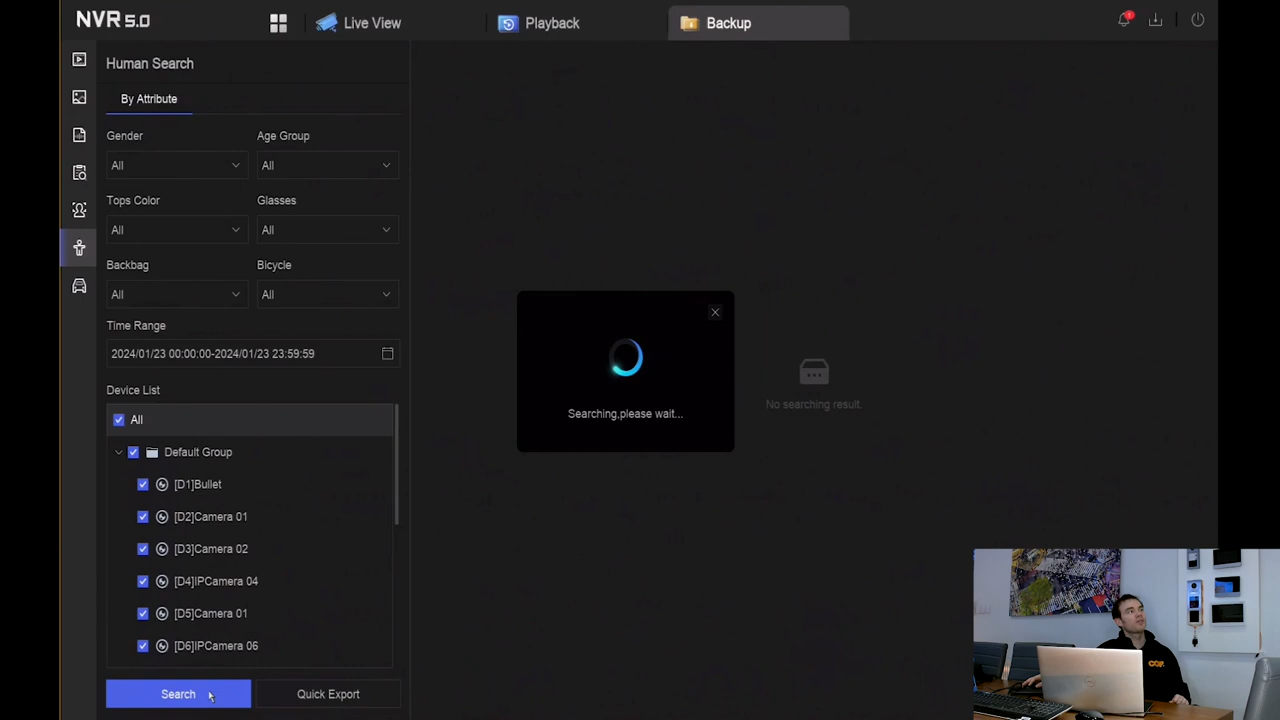 NVR 5.0
Live View
Playback
Backup
1
Human Search
By Attribute
Gender
Age Group
All
All
Tops Color
Glasses
All
All
Backbag
Bicycle
All
All
Time Range
2024/01/23 00:00:00-2024/01/23 23:59:59
Device List
All
Default Group
[D1]Bullet
[D2]Camera 01
[D3]Camera 02
[D4]IPCamera 04
[D5]Camera 01
[D6]IPCamera 06
Search
Quick Export
Searching,please wait...
No searching result.